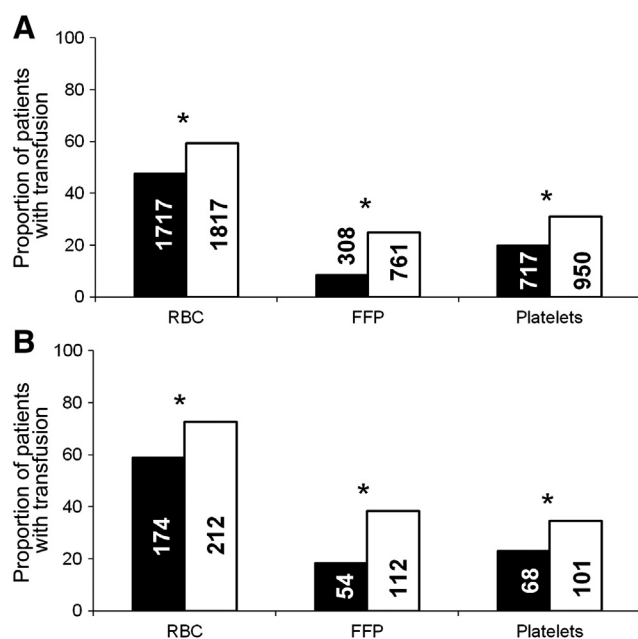 A
100
80
60
40
20
0
Proportion of patients
with transfusion
*
*
*
1717
1817
308
761
717
950
RBC
FFP
Platelets
B
100
80
60
40
20
0
Proportion of patients
with transfusion
*
*
*
174
212
54
112
68
101
RBC
FFP
Platelets